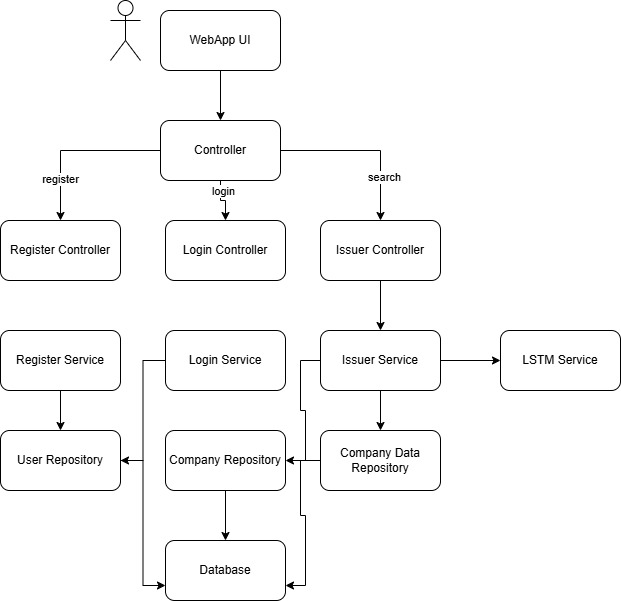 WebApp UI
Controller
register
login
search
Register Controller
Login Controller
Issuer Controller
Register Service
Login Service
Issuer Service
LSTM Service
User Repository
Company Repository
Company Data
Repository
Database